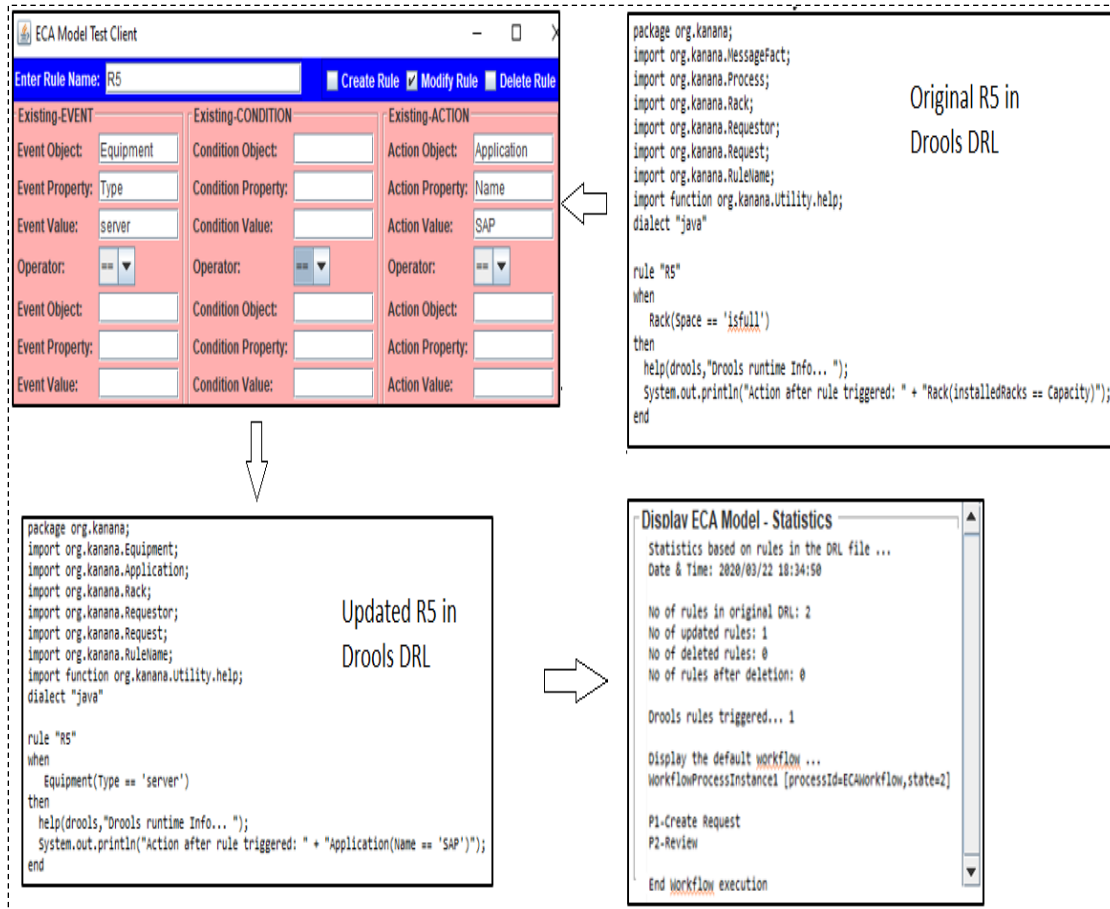 ECA Model Test Client
Enter Rule Name: R5 Create Rule Modify Rule Delete Rule
Existing-EVENT Existing-CONDITION Existing-ACTION
Event Object: Equipment Condition Object: Action Object: Application
Event Property: Type Condition Property: Action Property: Name
Event Value: server Condition Value: Action Value: SAP
Operator: == Operator: == Operator: ==
Event Object: Condition Object: Action Object:
Event Property: Condition Property: Action Property:
Event Value: Condition Value: Action Value:
package org.kanana;
import org.kanana.MessageFact;
import org.kanana.Process;
import org.kanana.Rack;
import org.kanana.Requestor;
import org.kanana.Request;
import org.kanana.RuleName;
import function org.kanana.Utility.help;
dialect "java"
rule "R5"
when
Rack(Space == 'isfull')
then
help(drools,"Drools runtime Info... ");
System.out.println("Action after rule triggered: " + "Rack(installedRacks == Capacity)");
end
Original R5 in
Drools DRL
package org.kanana;
import org.kanana.Equipment;
import org.kanana.Application;
import org.kanana.Rack;
import org.kanana.Requestor;
import org.kanana.Request;
import org.kanana.RuleName;
import function org.kanana.Utility.help;
dialect "java"
rule "R5"
when
Equipment(Type == 'server')
then
help(drools,"Drools runtime Info... ");
System.out.println("Action after rule triggered: " + "Application(Name == 'SAP')");
end
Updated R5 in
Drools DRL
Display ECA Model - Statistics
Statistics based on rules in the DRL file ...
Date & Time: 2020/03/22 18:34:50
No of rules in original DRL: 2
No of updated rules: 1
No of deleted rules: 0
No of rules after deletion: 0
Drools rules triggered... 1
Display the default workflow ...
WorkflowProcessInstance1 [processId=ECAWorkflow,state=2]
P1-Create Request
P2-Review
End Workflow execution